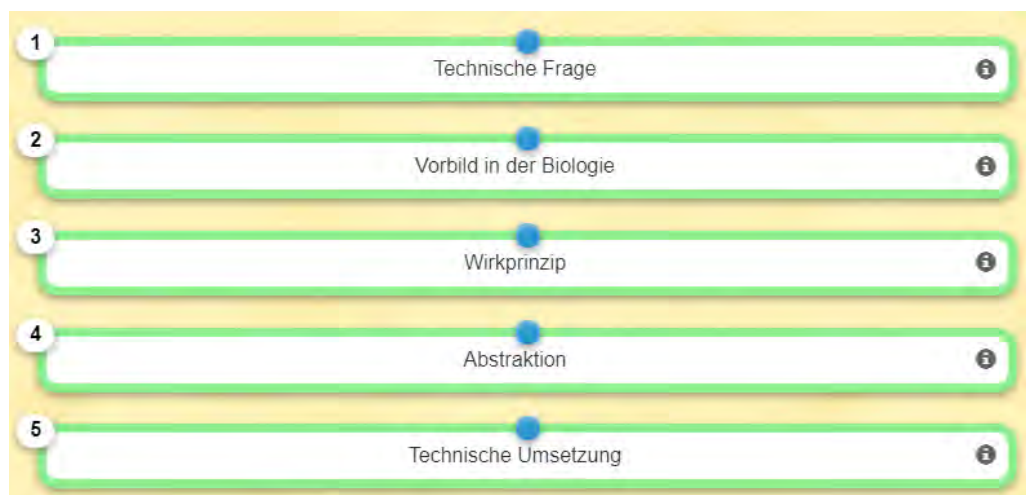 1
Technische Frage
2
Vorbild in der Biologie
3
Wirkprinzip
4
Abstraktion
5
Technische Umsetzung